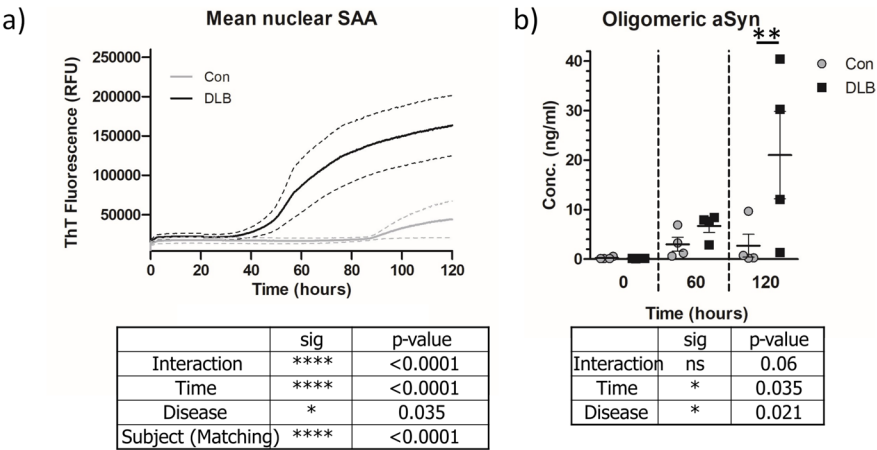 a)
Mean nuclear SAA
ThT Fluorescence (RFU)
250000
200000
150000
100000
50000
Con
DLB
0 20 40 60 80 100 120
Time (hours)
sig p-value
Interaction **** <0.0001
Time **** <0.0001
Disease * 0.035
Subject (Matching) **** <0.0001
b)
Oligomeric aSyn
**
Con
DLB
Conc. (ng/ml)
40
30
20
10
0
0 60 120
Time (hours)
sig p-value
Interaction ns 0.06
Time * 0.035
Disease * 0.021